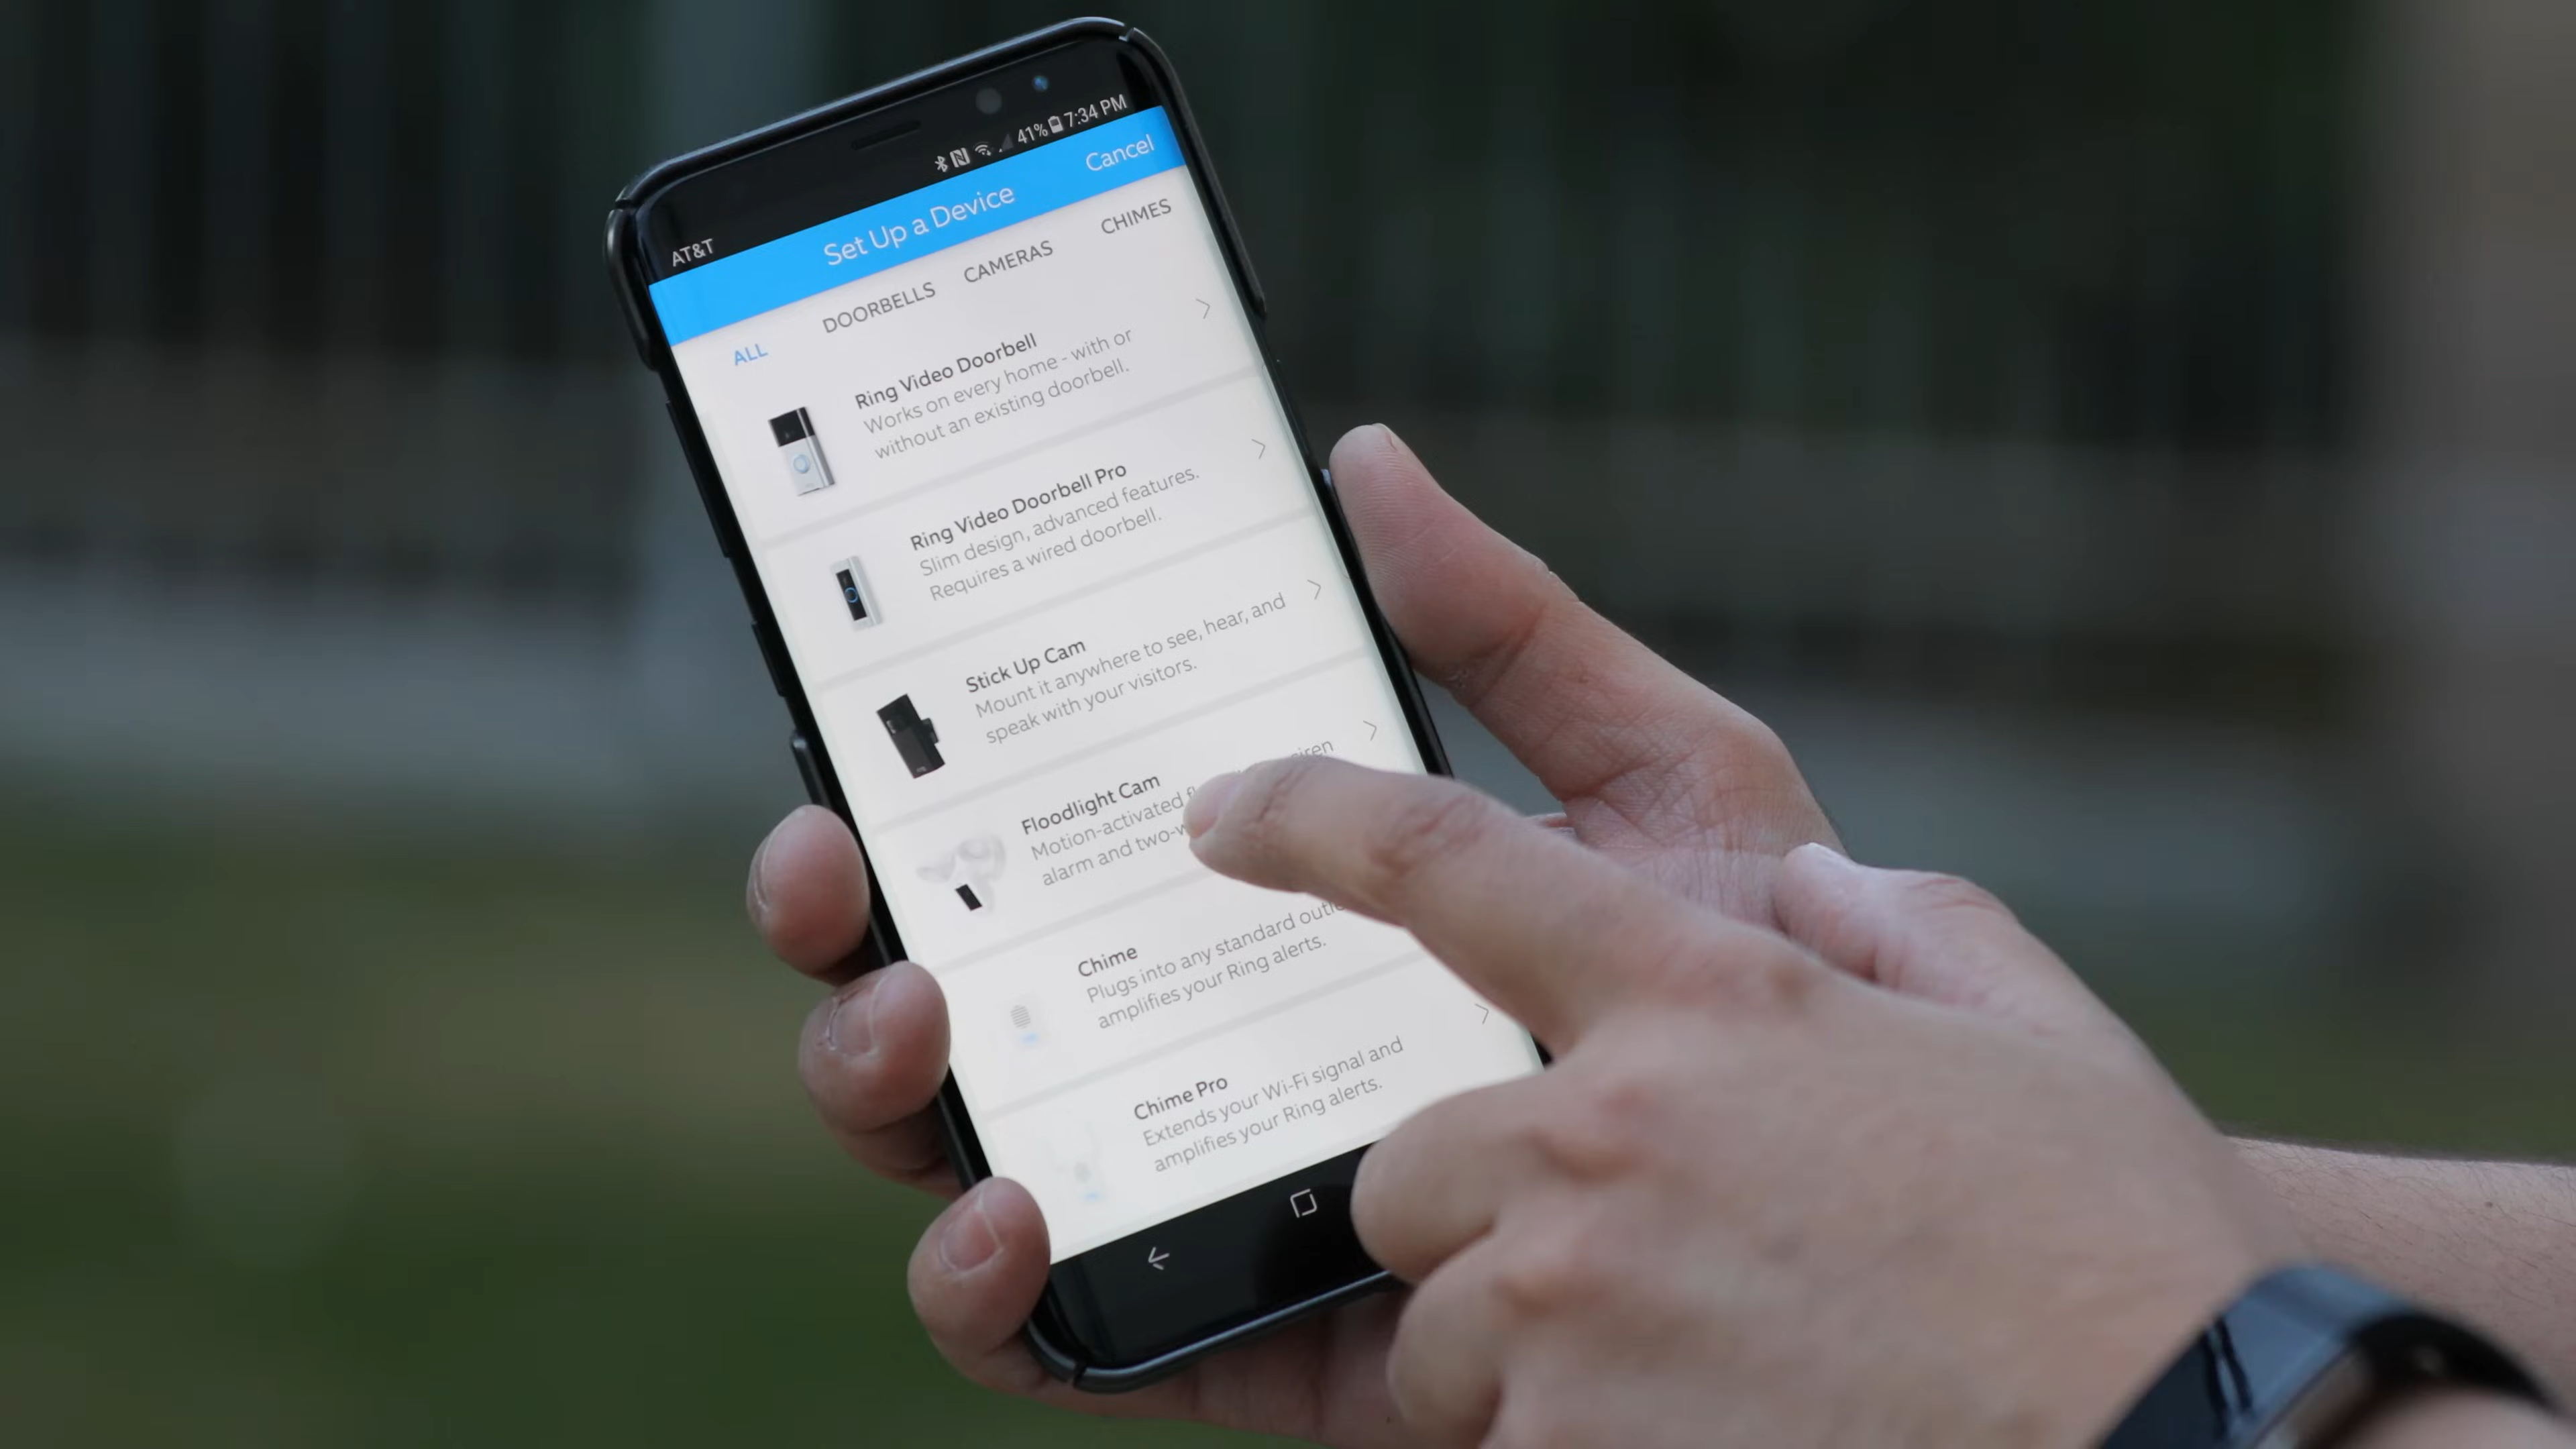 AT&T 41% 7:34 PM
Set Up a Device Cancel
ALL DOORBELLS CAMERAS CHIMES
Ring Video Doorbell
Works on every home - with or
without an existing doorbell.
Ring Video Doorbell Pro
Slim design, advanced features.
Requires a wired doorbell.
Stick Up Cam
Mount it anywhere to see, hear, and
speak with your visitors.
Floodlight Cam
Motion-activated siren
alarm and
Chime
Plugs into any standard
amplifies your Ring alerts.
Chime Pro
Extends your Wi-Fi signal and
amplifies your Ring alerts.